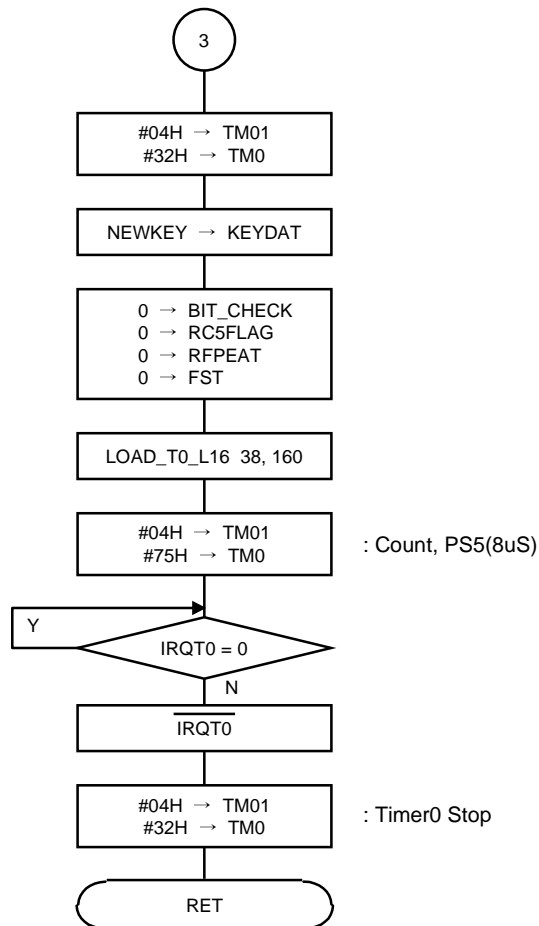 3
#04H → TM01
#32H → TM0
NEWKEY → KEYDAT
0 → BIT_CHECK
0 → RC5FLAG
0 → RFPEAT
0 → FST
LOAD_T0_L16 38, 160
#04H → TM01
#75H → TM0
: Count, PS5(8uS)
Y
IRQT0 = 0
N
IRQT0
#04H → TM01
#32H → TM0
: Timer0 Stop
RET